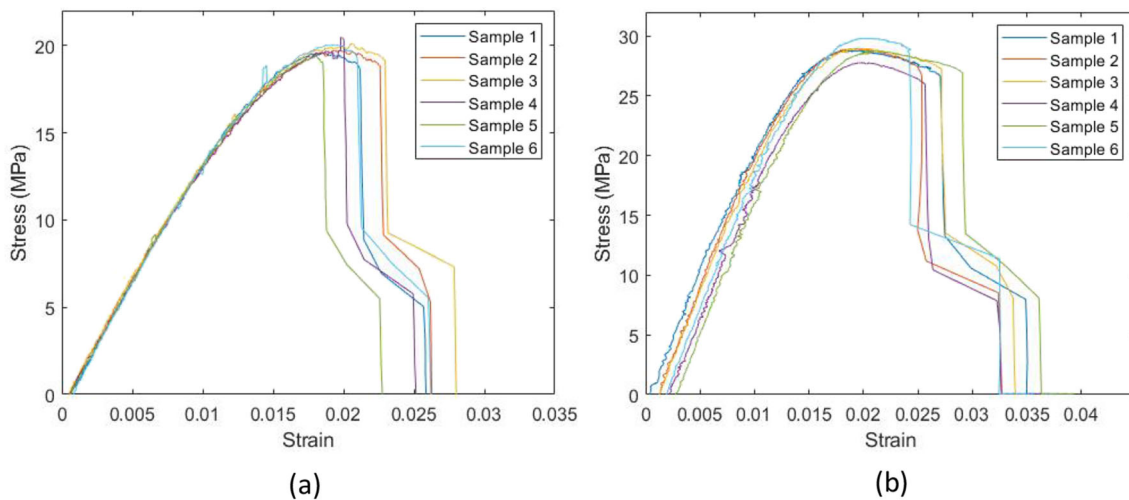 20
15
10
5
0
Stress (MPa)
Sample 1
Sample 2
Sample 3
Sample 4
Sample 5
Sample 6
0 0.005 0.01 0.015 0.02 0.025 0.03 0.035
Strain
(a)
30
25
20
15
10
5
0
Stress (MPa)
Sample 1
Sample 2
Sample 3
Sample 4
Sample 5
Sample 6
0 0.005 0.01 0.015 0.02 0.025 0.03 0.035 0.04
Strain
(b)